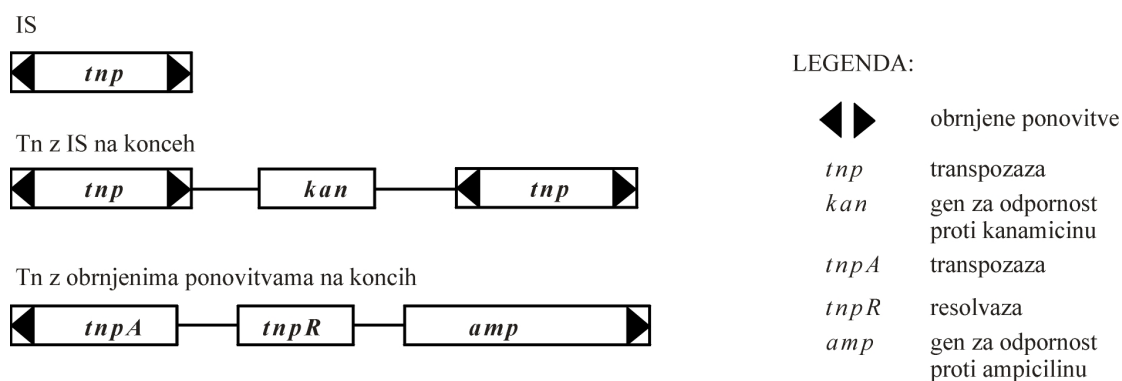 IS
tnp
Tn z IS na konceh
tnp kan tnp
Tn z obrnjenima ponovitvama na koncih
tnpA tnpR amp
LEGENDA:
obrnjene ponovitve
tnp transpozaza
kan gen za odpornost
proti kanamicinu
tnpA transpozaza
tnpR resolvaza
amp gen za odpornost
proti ampicilinu